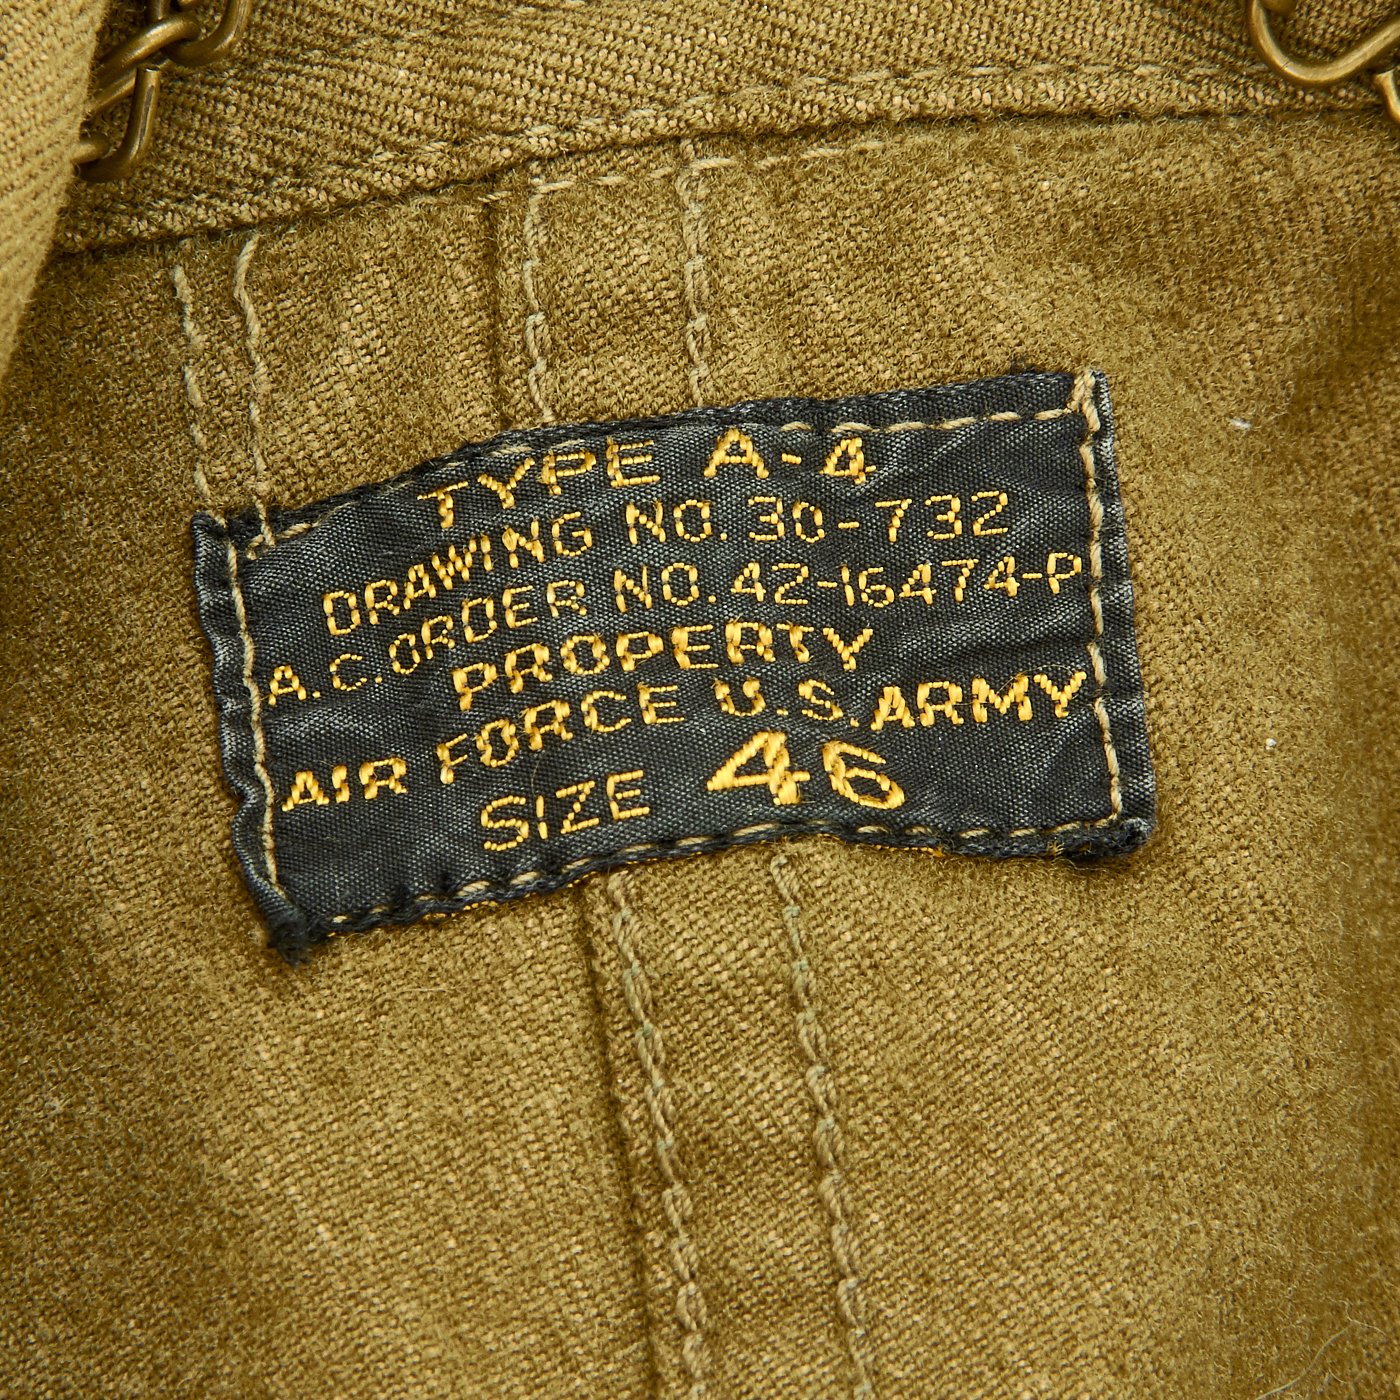 TYPE A-4
DRAWING NO. 30-732
A.C. ORDER NO. 42-16474-P
PROPERTY
AIR FORCE U.S. ARMY
SIZE 46